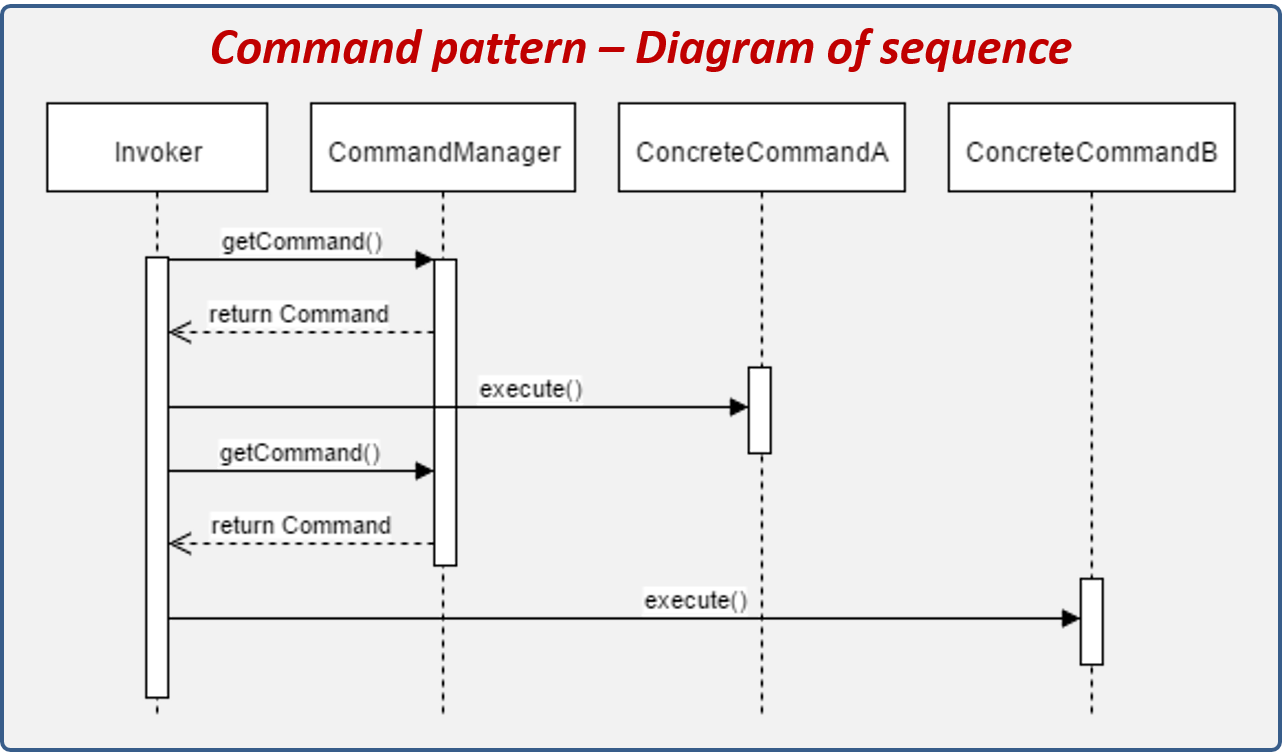 Command pattern – Diagram of sequence
Invoker
CommandManager
ConcreteCommandA
ConcreteCommandB
getCommand()
return Command
execute()
getCommand()
return Command
execute()